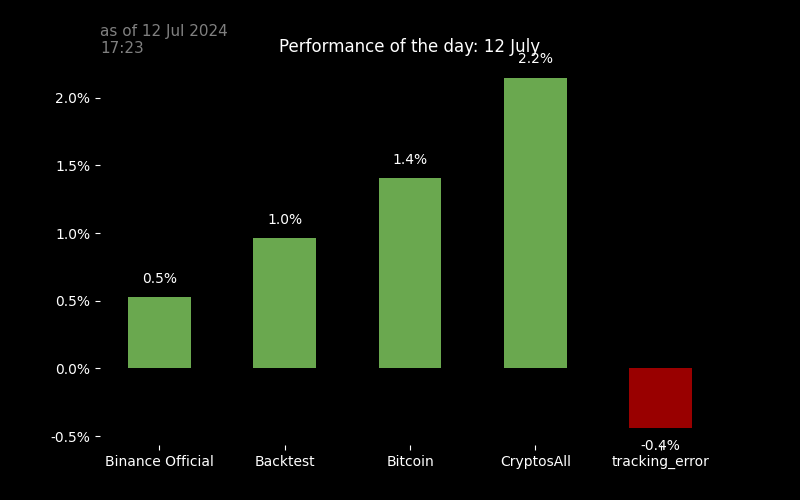 as of 12 Jul 2024
17:23
Performance of the day: 12 July
2.2%
2.0%
1.5%
1.4%
1.0%
1.0%
0.5%
0.5%
0.0%
-0.5%
-0.4%
Binance Official
Backtest
Bitcoin
CryptosAll
tracking_error